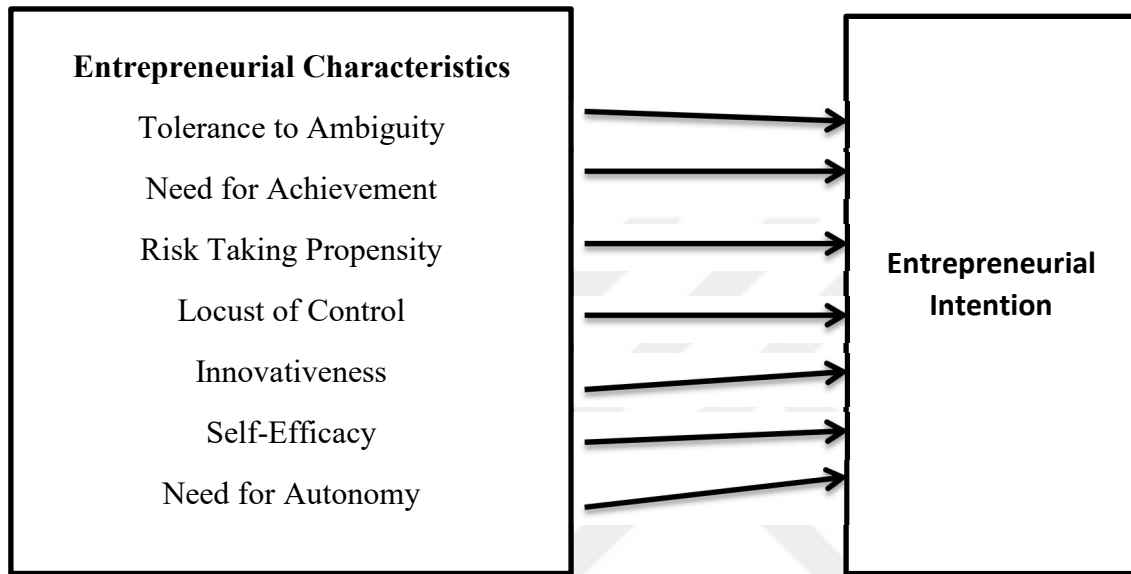 Entrepreneurial Characteristics
Tolerance to Ambiguity
Need for Achievement
Risk Taking Propensity
Locust of Control
Innovativeness
Self-Efficacy
Need for Autonomy
Entrepreneurial
Intention